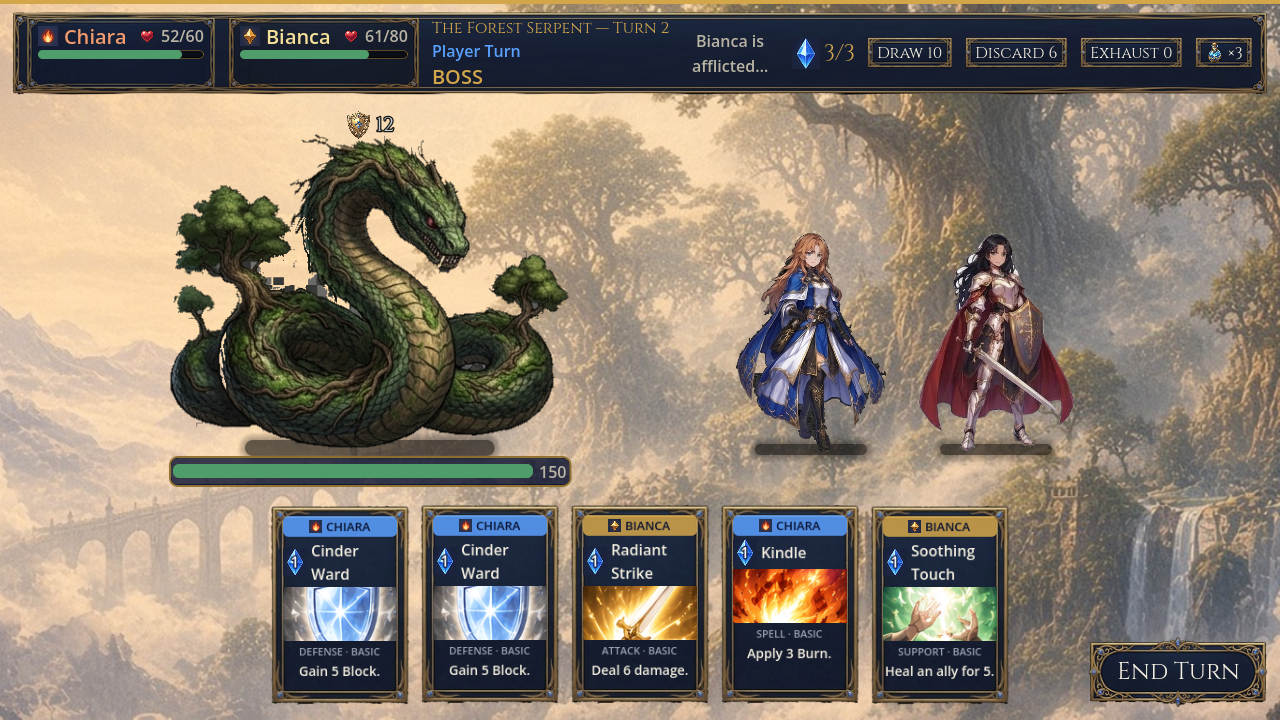 Chiara 52/60
Bianca 61/80
THE FOREST SERPENT — TURN 2
Player Turn
BOSS
Bianca is
afflicted...
3/3
DRAW 10
DISCARD 6
EXHAUST 0
×3
12
150
CHIARA
1 Cinder
Ward
DEFENSE · BASIC
Gain 5 Block.
CHIARA
1 Cinder
Ward
DEFENSE · BASIC
Gain 5 Block.
BIANCA
1 Radiant
Strike
ATTACK · BASIC
Deal 6 damage.
CHIARA
1 Kindle
SPELL · BASIC
Apply 3 Burn.
BIANCA
1 Soothing
Touch
SUPPORT · BASIC
Heal an ally for 5.
END TURN